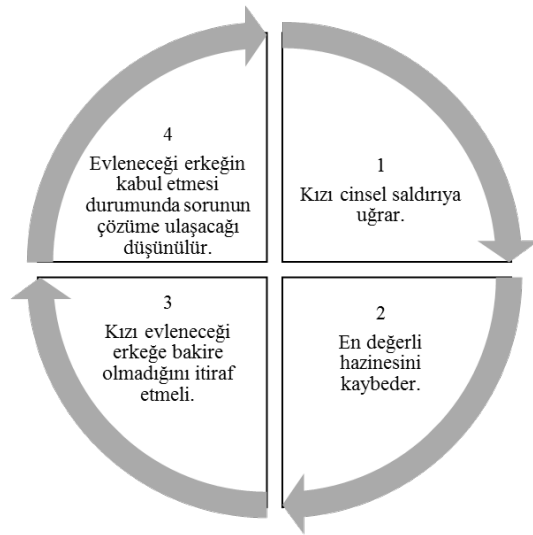 1
Kızı cinsel saldırıya
uğrar.
2
En değerli
hazinesini
kaybeder.
3
Kızı evleneceği
erkeğe bakire
olmadığını itiraf
etmeli.
4
Evleneceği erkeğin
kabul etmesi
durumunda sorunun
çözüme ulaşacağı
düşünülür.